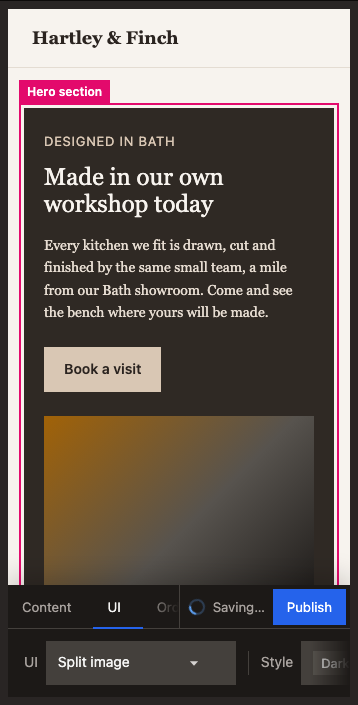 Hartley & Finch
Hero section
DESIGNED IN BATH
Made in our own
workshop today
Every kitchen we fit is drawn, cut and
finished by the same small team, a mile
from our Bath showroom. Come and see
the bench where yours will be made.
Book a visit
Content UI Saving... Publish
UI Split image Style Dark